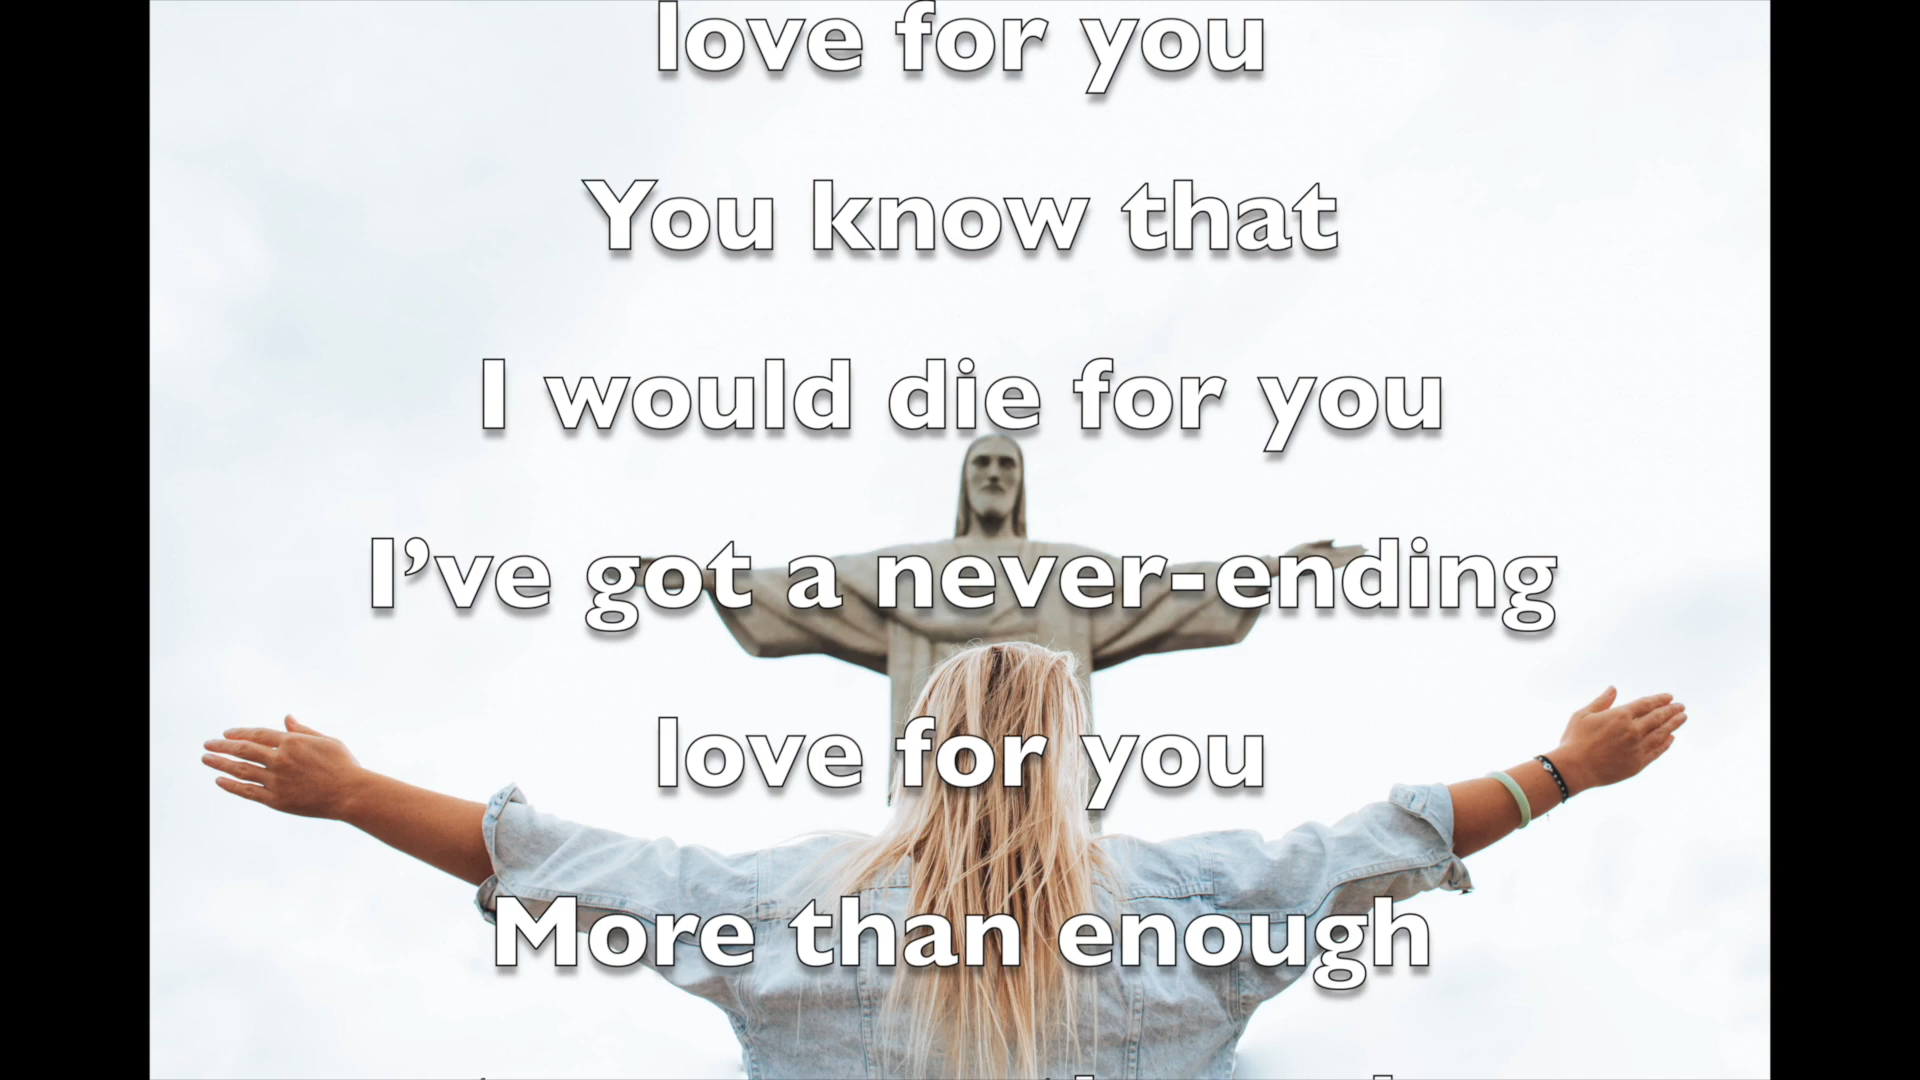 love for you
You know that
I would die for you
I’ve got a never-ending
love for you
More than enough